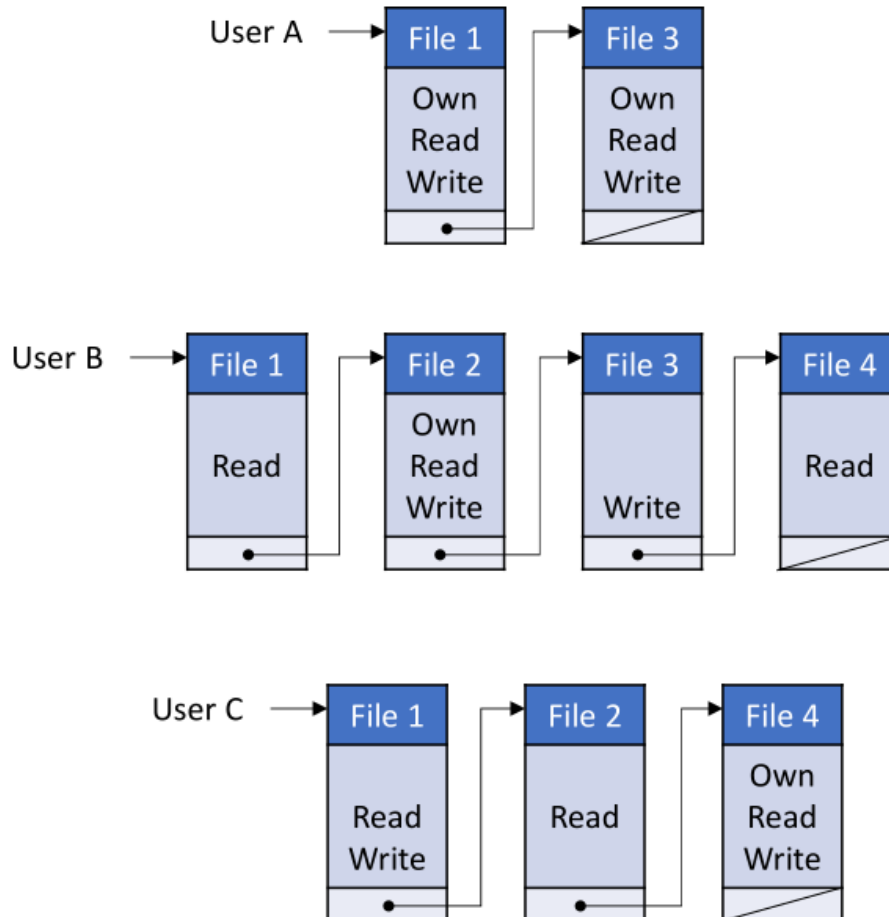 User A
File 1
File 3
Own
Read
Write
Own
Read
Write
User B
File 1
File 2
File 3
File 4
Read
Own
Read
Write
Write
Read
User C
File 1
File 2
File 4
Read
Write
Read
Own
Read
Write